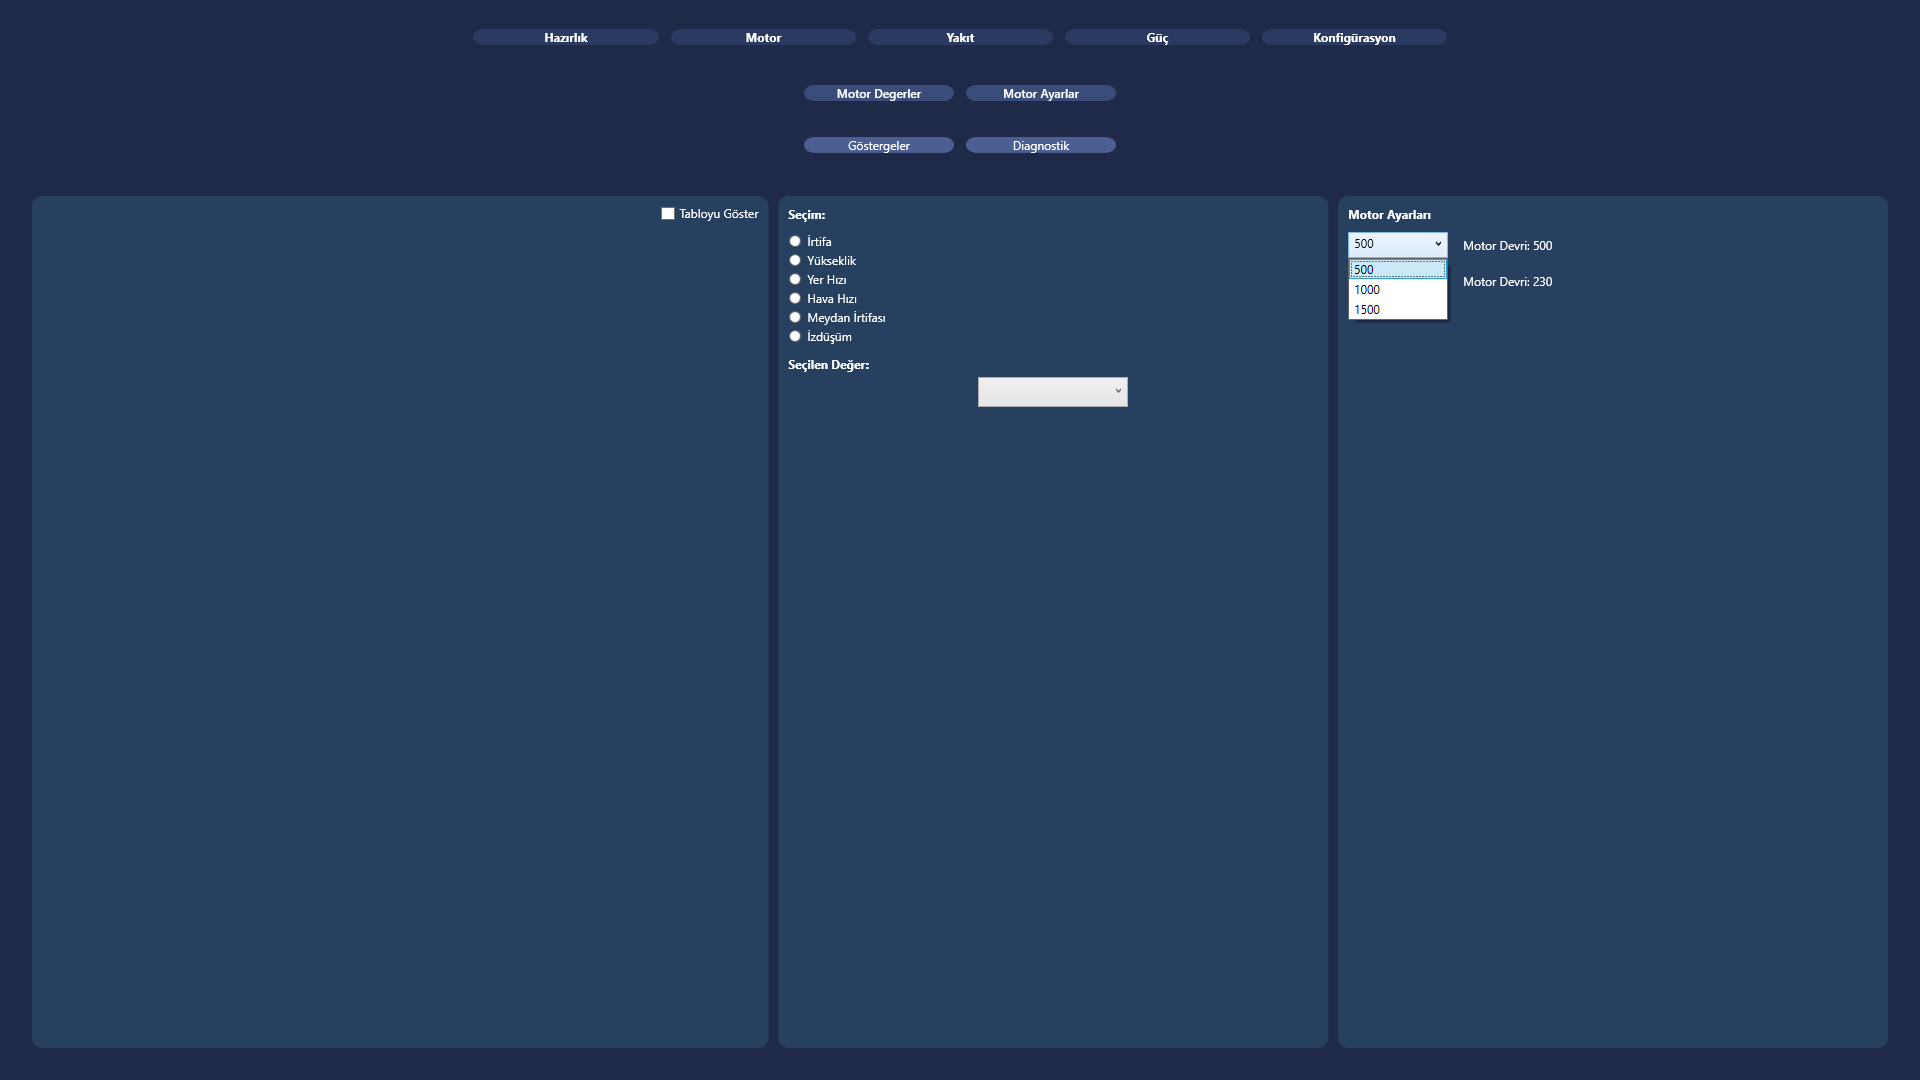 Hazırlık
Motor
Yakıt
Güç
Konfigürasyon
Motor Degerler
Motor Ayarlar
Göstergeler
Diagnostik
Tabloyu Göster
Seçim:
İrtifa
Yükseklik
Yer Hızı
Hava Hızı
Meydan İrtifası
İzdüşüm
Seçilen Değer:
Motor Ayarları
500
Motor Devri: 500
500
1000
1500
Motor Devri: 230